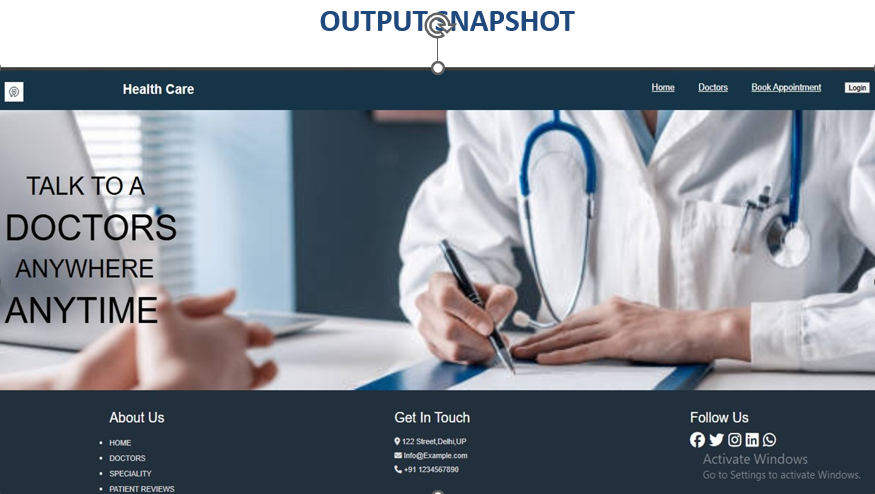 OUTPUT SNAPSHOT
Health Care
Home Doctors Book Appointment Login
TALK TO A
DOCTORS
ANYWHERE
ANYTIME
About Us
HOME
DOCTORS
SPECIALITY
PATIENT REVIEWS
Get In Touch
122 Street,Delhi,UP
Info@Example.com
+91 1234567890
Follow Us
Activate Windows
Go to Settings to activate Windows.